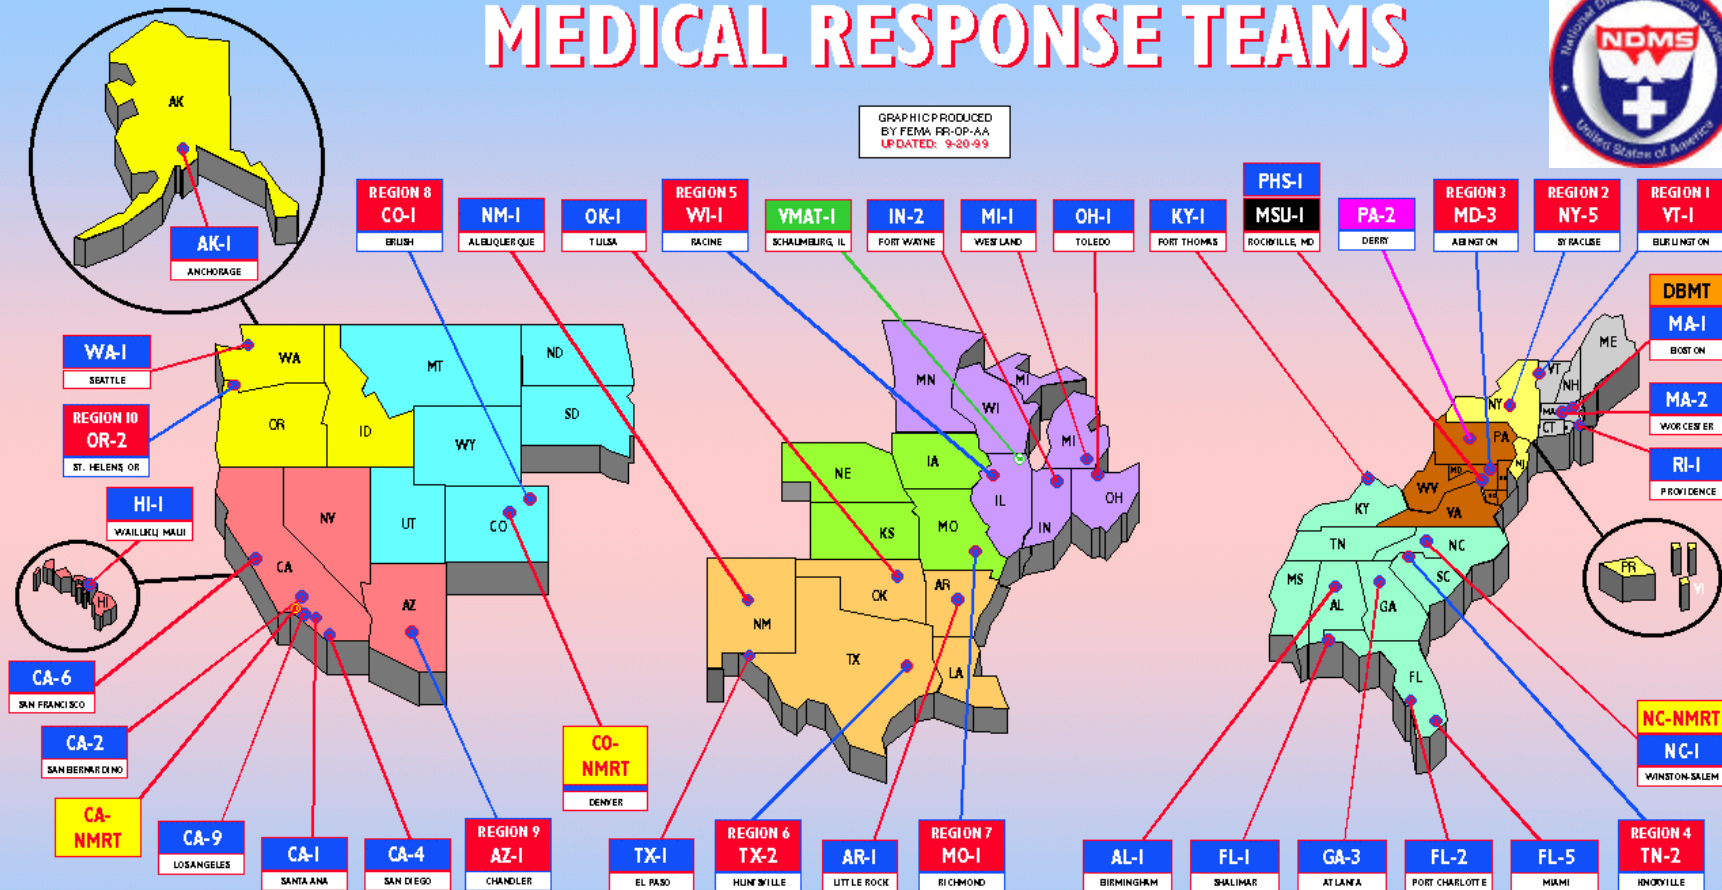 MEDICAL RESPONSE TEAMS
National Disaster Medical System
NDMS
United States of America
GRAPHIC PRODUCED
BY FEMA RR-OP-AA
UPDATED: 9-20-99
AK
AK-1
ANCHORAGE
REGION 8
CO-1
BRUSH
NM-1
ALBUQUERQUE
OK-1
TULSA
REGION 5
WI-1
RACINE
VMAT-1
SCHAUMBURG, IL
IN-2
FORT WAYNE
MI-1
WESTLAND
OH-1
TOLEDO
KY-1
FORT THOMAS
PHS-1
MSU-1
ROCKVILLE, MD
PA-2
DERRY
REGION 3
MD-3
ABINGTON
REGION 2
NY-5
SYRACUSE
REGION 1
VT-1
BURLINGTON
DBMT
MA-1
BOSTON
MA-2
WORCESTER
RI-1
PROVIDENCE
WA-1
SEATTLE
REGION 10
OR-2
ST. HELENS, OR
HI-1
WAILUKU, MAUI
HI
WA
OR
ID
MT
ND
SD
WY
NV
UT
CO
CA
AZ
MN
WI
MI
MI
NE
IA
IL
IN
OH
KS
MO
NM
OK
AR
TX
LA
ME
VT
NH
NY
MA
CT
PA
NJ
MD
WV
VA
KY
TN
NC
SC
MS
AL
GA
FL
PR
VI
CA-6
SAN FRANCISCO
CA-2
SAN BERNARDINO
CA-
NMRT
CA-9
LOS ANGELES
CA-1
SANTA ANA
CA-4
SAN DIEGO
REGION 9
AZ-1
CHANDLER
CO-
NMRT
DENVER
TX-1
EL PASO
REGION 6
TX-2
HUNTSVILLE
AR-1
LITTLE ROCK
REGION 7
MO-1
RICHMOND
AL-1
BIRMINGHAM
FL-1
SHALIMAR
GA-3
ATLANTA
FL-2
PORT CHARLOTTE
FL-5
MIAMI
REGION 4
TN-2
KNOXVILLE
NC-NMRT
NC-1
WINSTON-SALEM